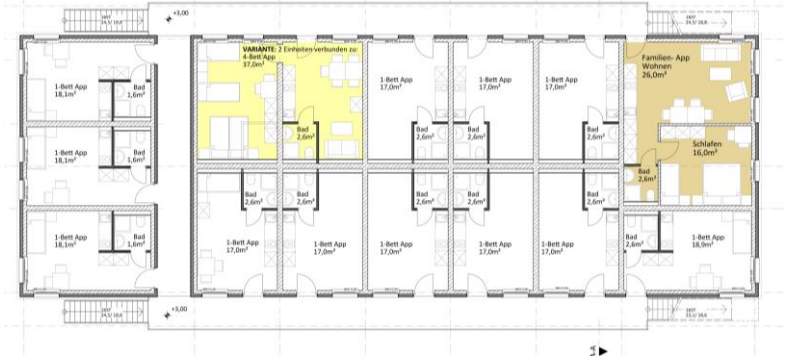 +3,00
VARIANTE: 2 Einheiten verbunden zu:
4-Bett App
37,0m²
Bad
2,6m²
1-Bett App
18,1m²
Bad
1,6m²
1-Bett App
17,0m²
Bad
2,6m²
1-Bett App
17,0m²
Bad
2,6m²
1-Bett App
17,0m²
Bad
2,6m²
Familien- App
Wohnen
26,0m²
Schlafen
16,0m²
Bad
2,6m²
1-Bett App
18,1m²
Bad
1,6m²
1-Bett App
18,1m²
Bad
1,6m²
Bad
2,6m²
1-Bett App
17,0m²
Bad
2,6m²
1-Bett App
17,0m²
Bad
2,6m²
1-Bett App
17,0m²
Bad
2,6m²
1-Bett App
17,0m²
Bad
2,6m²
1-Bett App
17,0m²
Bad
2,6m²
1-Bett App
18,9m²
+3,00